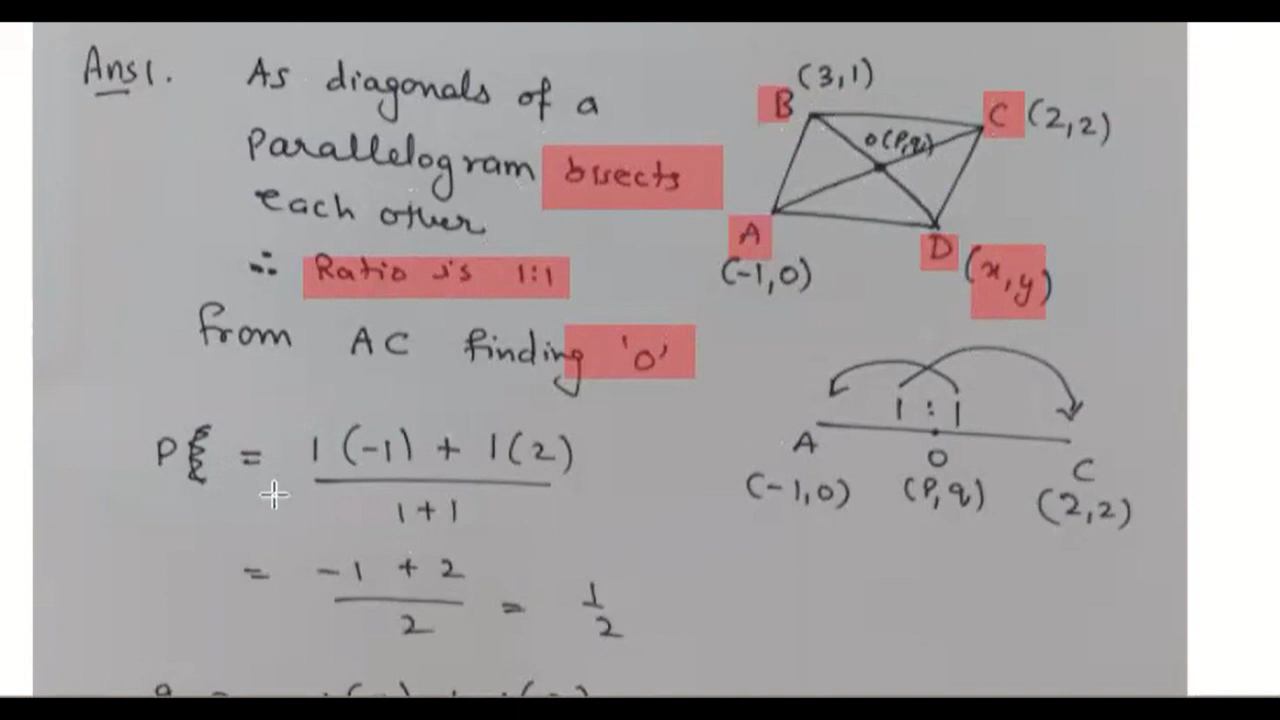 Ans1. As diagonals of a
parallelogram bisects
each other
∴ Ratio is 1:1
from AC finding 'O'
P = 1(-1) + 1(2)
1+1
= -1 + 2
2
= 1
2
(3,1)
B
C (2,2)
O(P,q)
A
D
(-1,0)
(x,y)
1 : 1
A
O
C
(-1,0)
(P,q)
(2,2)